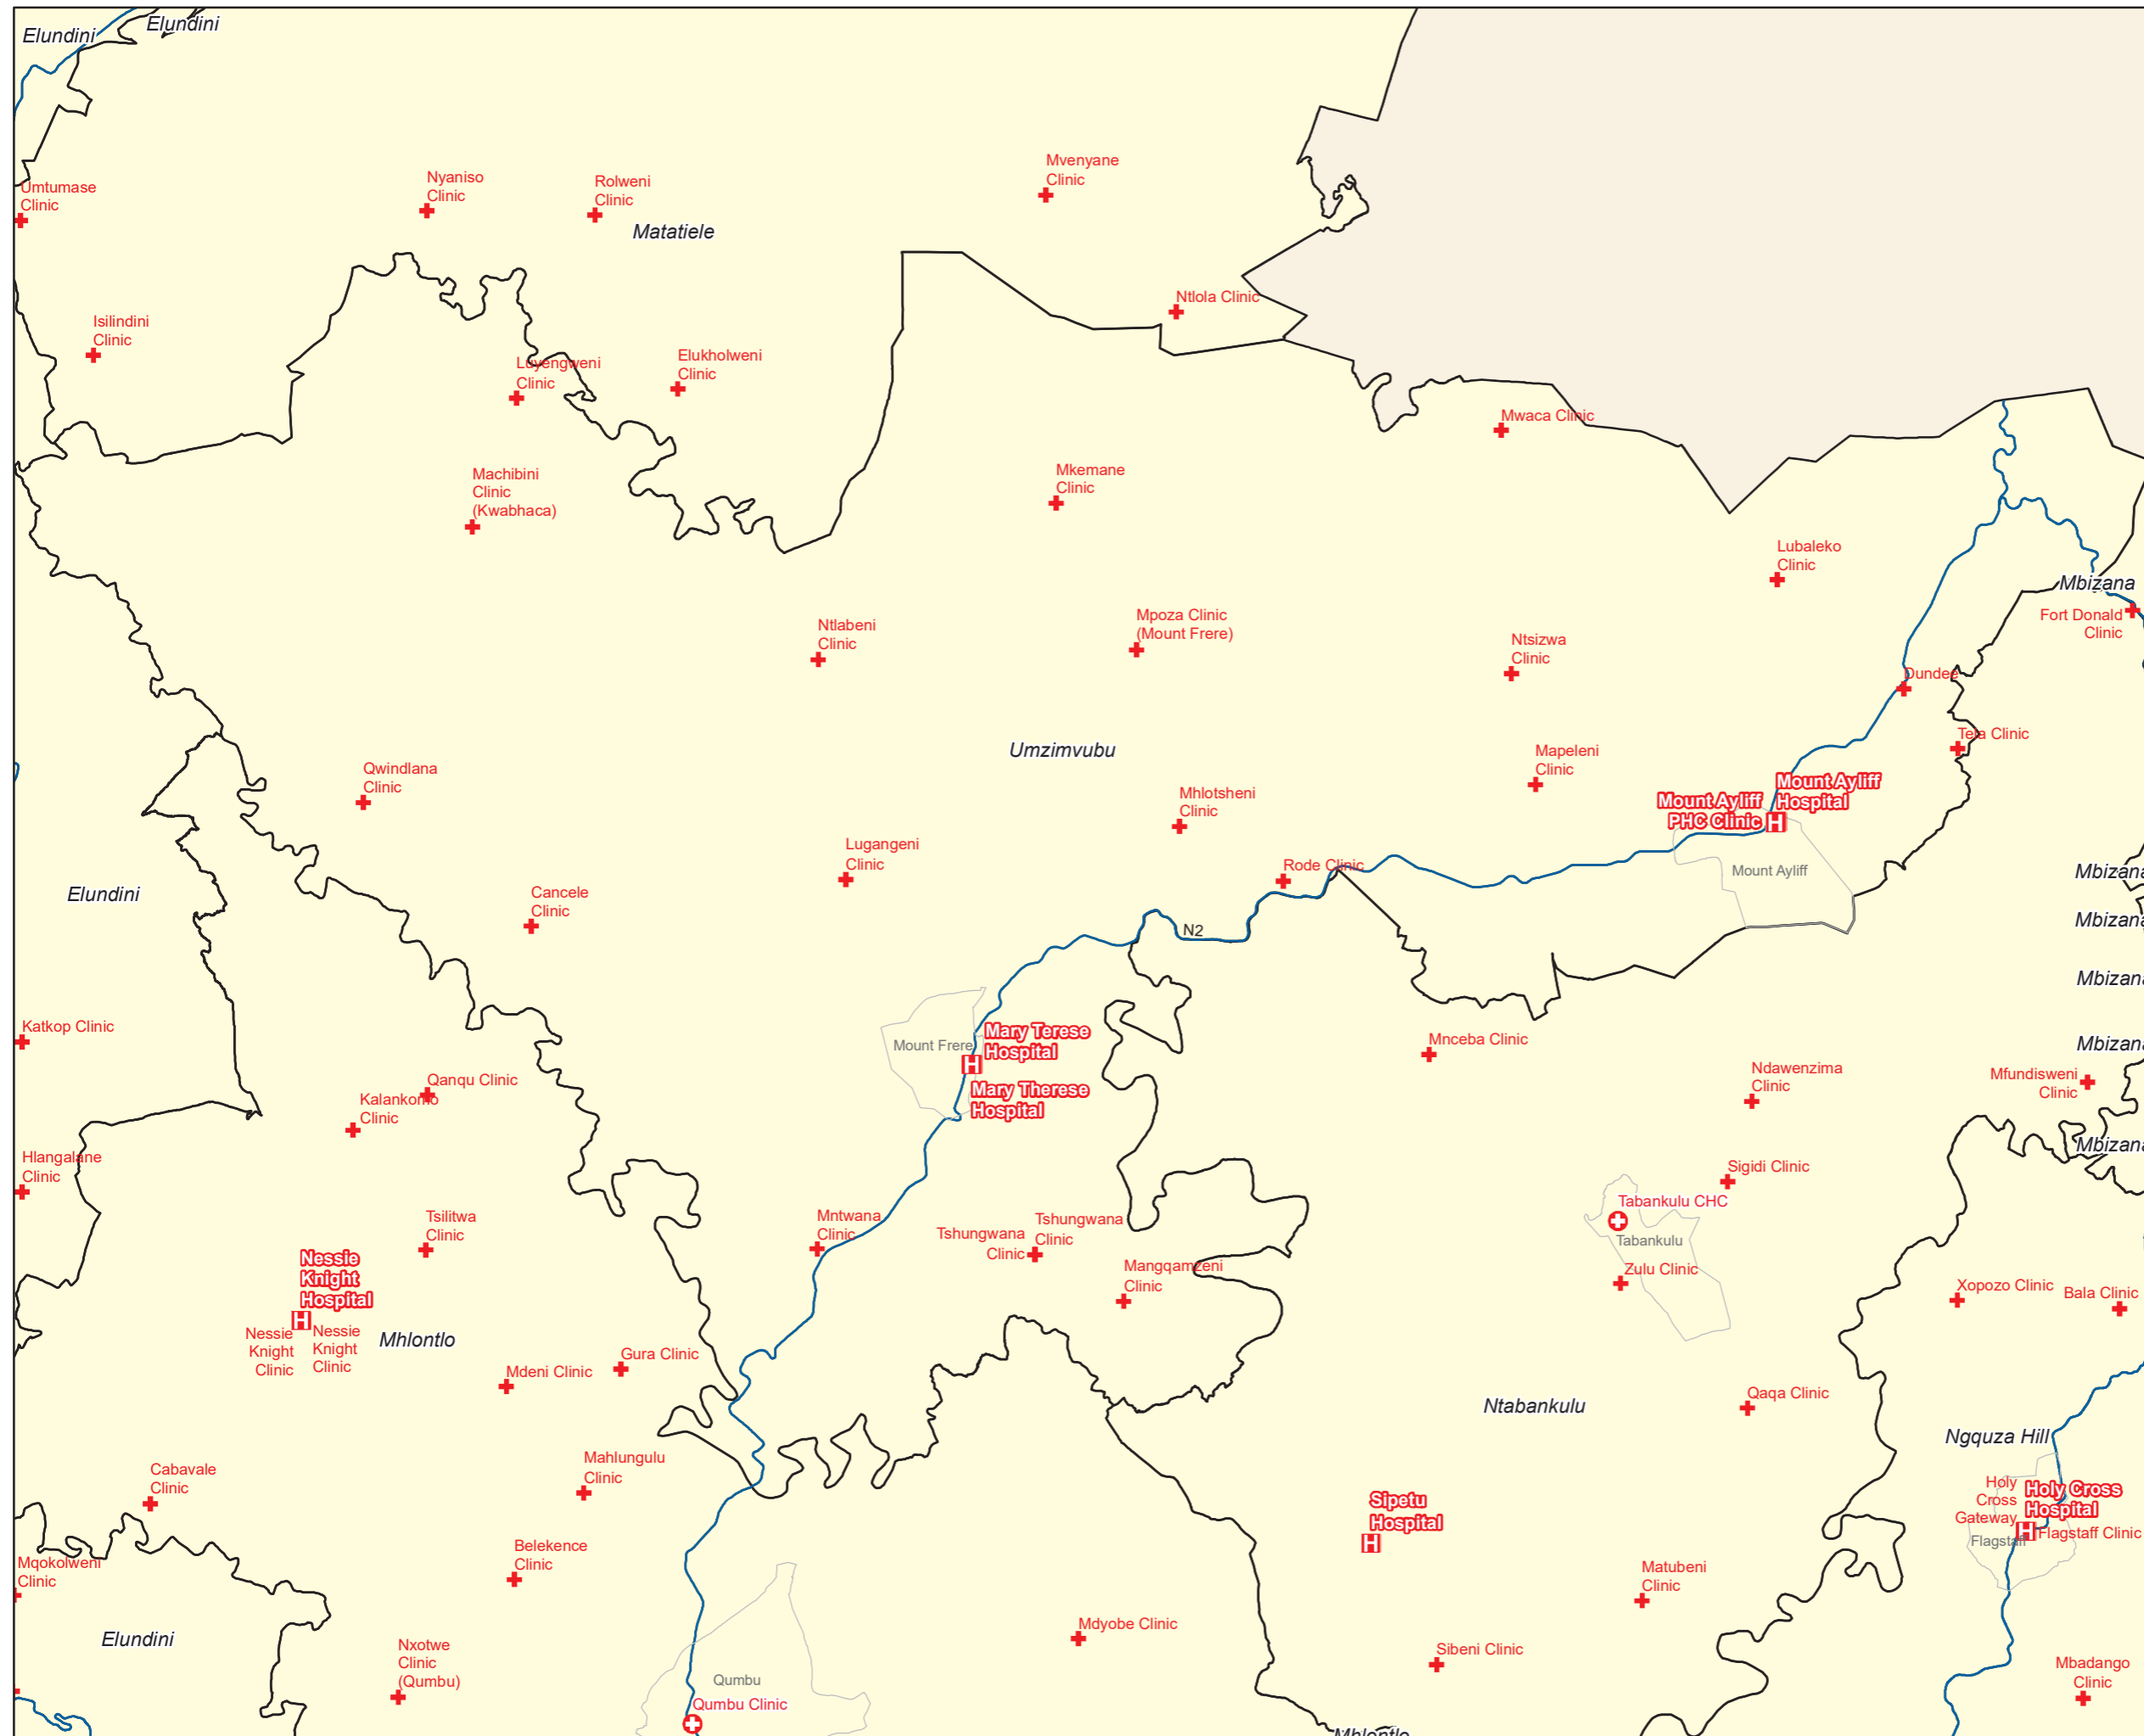 Elundini
Elundini
Umtumase
Clinic
Nyaniso
Clinic
Rolweni
Clinic
Matatiele
Mvenyane
Clinic
Ntlola Clinic
Isilindini
Clinic
Luyengweni
Clinic
Elukholweni
Clinic
Mwaca Clinic
Machibini
Clinic
(Kwabhaca)
Mkemane
Clinic
Lubaleko
Clinic
Mbizana
Fort Donald
Clinic
Ntlabeni
Clinic
Mpoza Clinic
(Mount Frere)
Ntsizwa
Clinic
Dundee
Tela Clinic
Umzimvubu
Mapeleni
Clinic
Qwindlana
Clinic
Mhlotsheni
Clinic
Mount Ayliff
PHC Clinic
Mount Ayliff
Hospital
Lugangeni
Clinic
Rode Clinic
Mount Ayliff
Mbizana
Elundini
Cancele
Clinic
N2
Mbizana
Mbizana
Katkop Clinic
Mount Frere
Mary Terese
Hospital
Mary Therese
Hospital
Mnceba Clinic
Mbizana
Qanqu Clinic
Kalankomo
Clinic
Ndawenzima
Clinic
Mfundisweni
Clinic
Mbizana
Hlangalane
Clinic
Sigidi Clinic
Tabankulu CHC
Tabankulu
Zulu Clinic
Tsilitwa
Clinic
Mntwana
Clinic
Tshungwana
Clinic
Tshungwana
Clinic
Mangqamzeni
Clinic
Nessie
Knight
Hospital
Nessie
Knight
Clinic
Nessie
Knight
Clinic
Mhlontlo
Xopozo Clinic
Bala Clinic
Mdeni Clinic
Gura Clinic
Ntabankulu
Qaqa Clinic
Ngquza Hill
Cabavale
Clinic
Mahlungulu
Clinic
Sipetu
Hospital
Holy
Cross
Gateway
Holy Cross
Hospital
Flagstaff Clinic
Flagstaff
Mqokolweni
Clinic
Belekence
Clinic
Matubeni
Clinic
Elundini
Nxotwe
Clinic
(Qumbu)
Mdyobe Clinic
Sibeni Clinic
Mbadango
Clinic
Qumbu
Qumbu Clinic
Mhlontlo